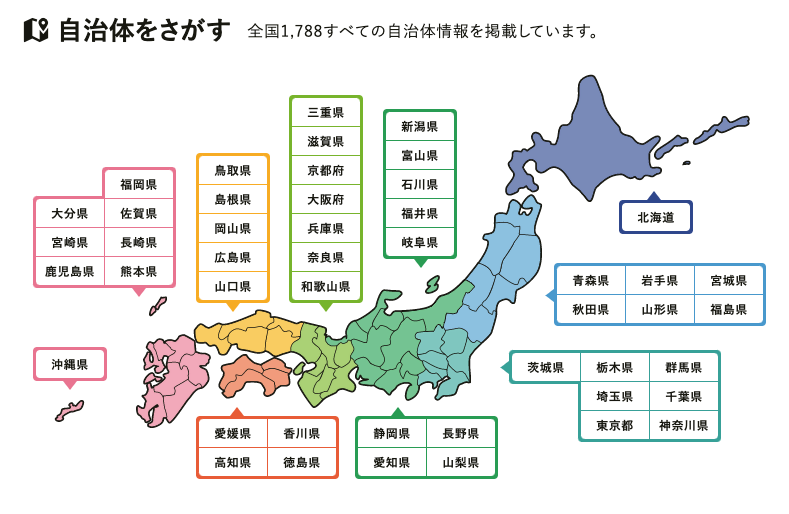 自治体をさがす 全国1,788すべての自治体情報を掲載しています。
三重県
滋賀県
京都府
大阪府
兵庫県
奈良県
和歌山県
新潟県
富山県
石川県
福井県
岐阜県
鳥取県
島根県
岡山県
広島県
山口県
福岡県
大分県 佐賀県
宮崎県 長崎県
鹿児島県 熊本県
北海道
青森県 岩手県 宮城県
秋田県 山形県 福島県
沖縄県
茨城県 栃木県 群馬県
埼玉県 千葉県
東京都 神奈川県
愛媛県 香川県
高知県 徳島県
静岡県 長野県
愛知県 山梨県